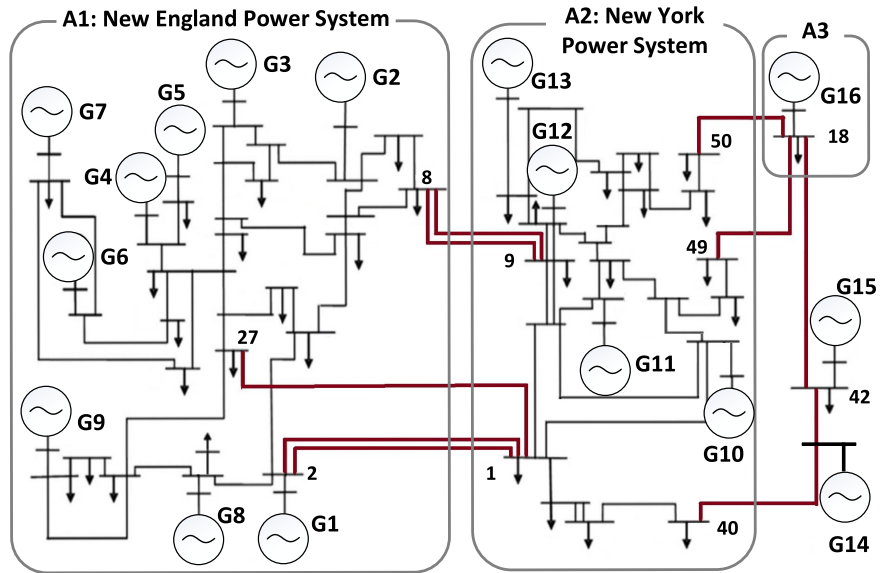 A1: New England Power System
A2: New York
Power System
A3
G3
G2
G13
G16
G7
G5
G12
50
18
G4
8
G6
49
9
G15
27
G11
42
G9
G10
2
1
G8
G1
40
G14